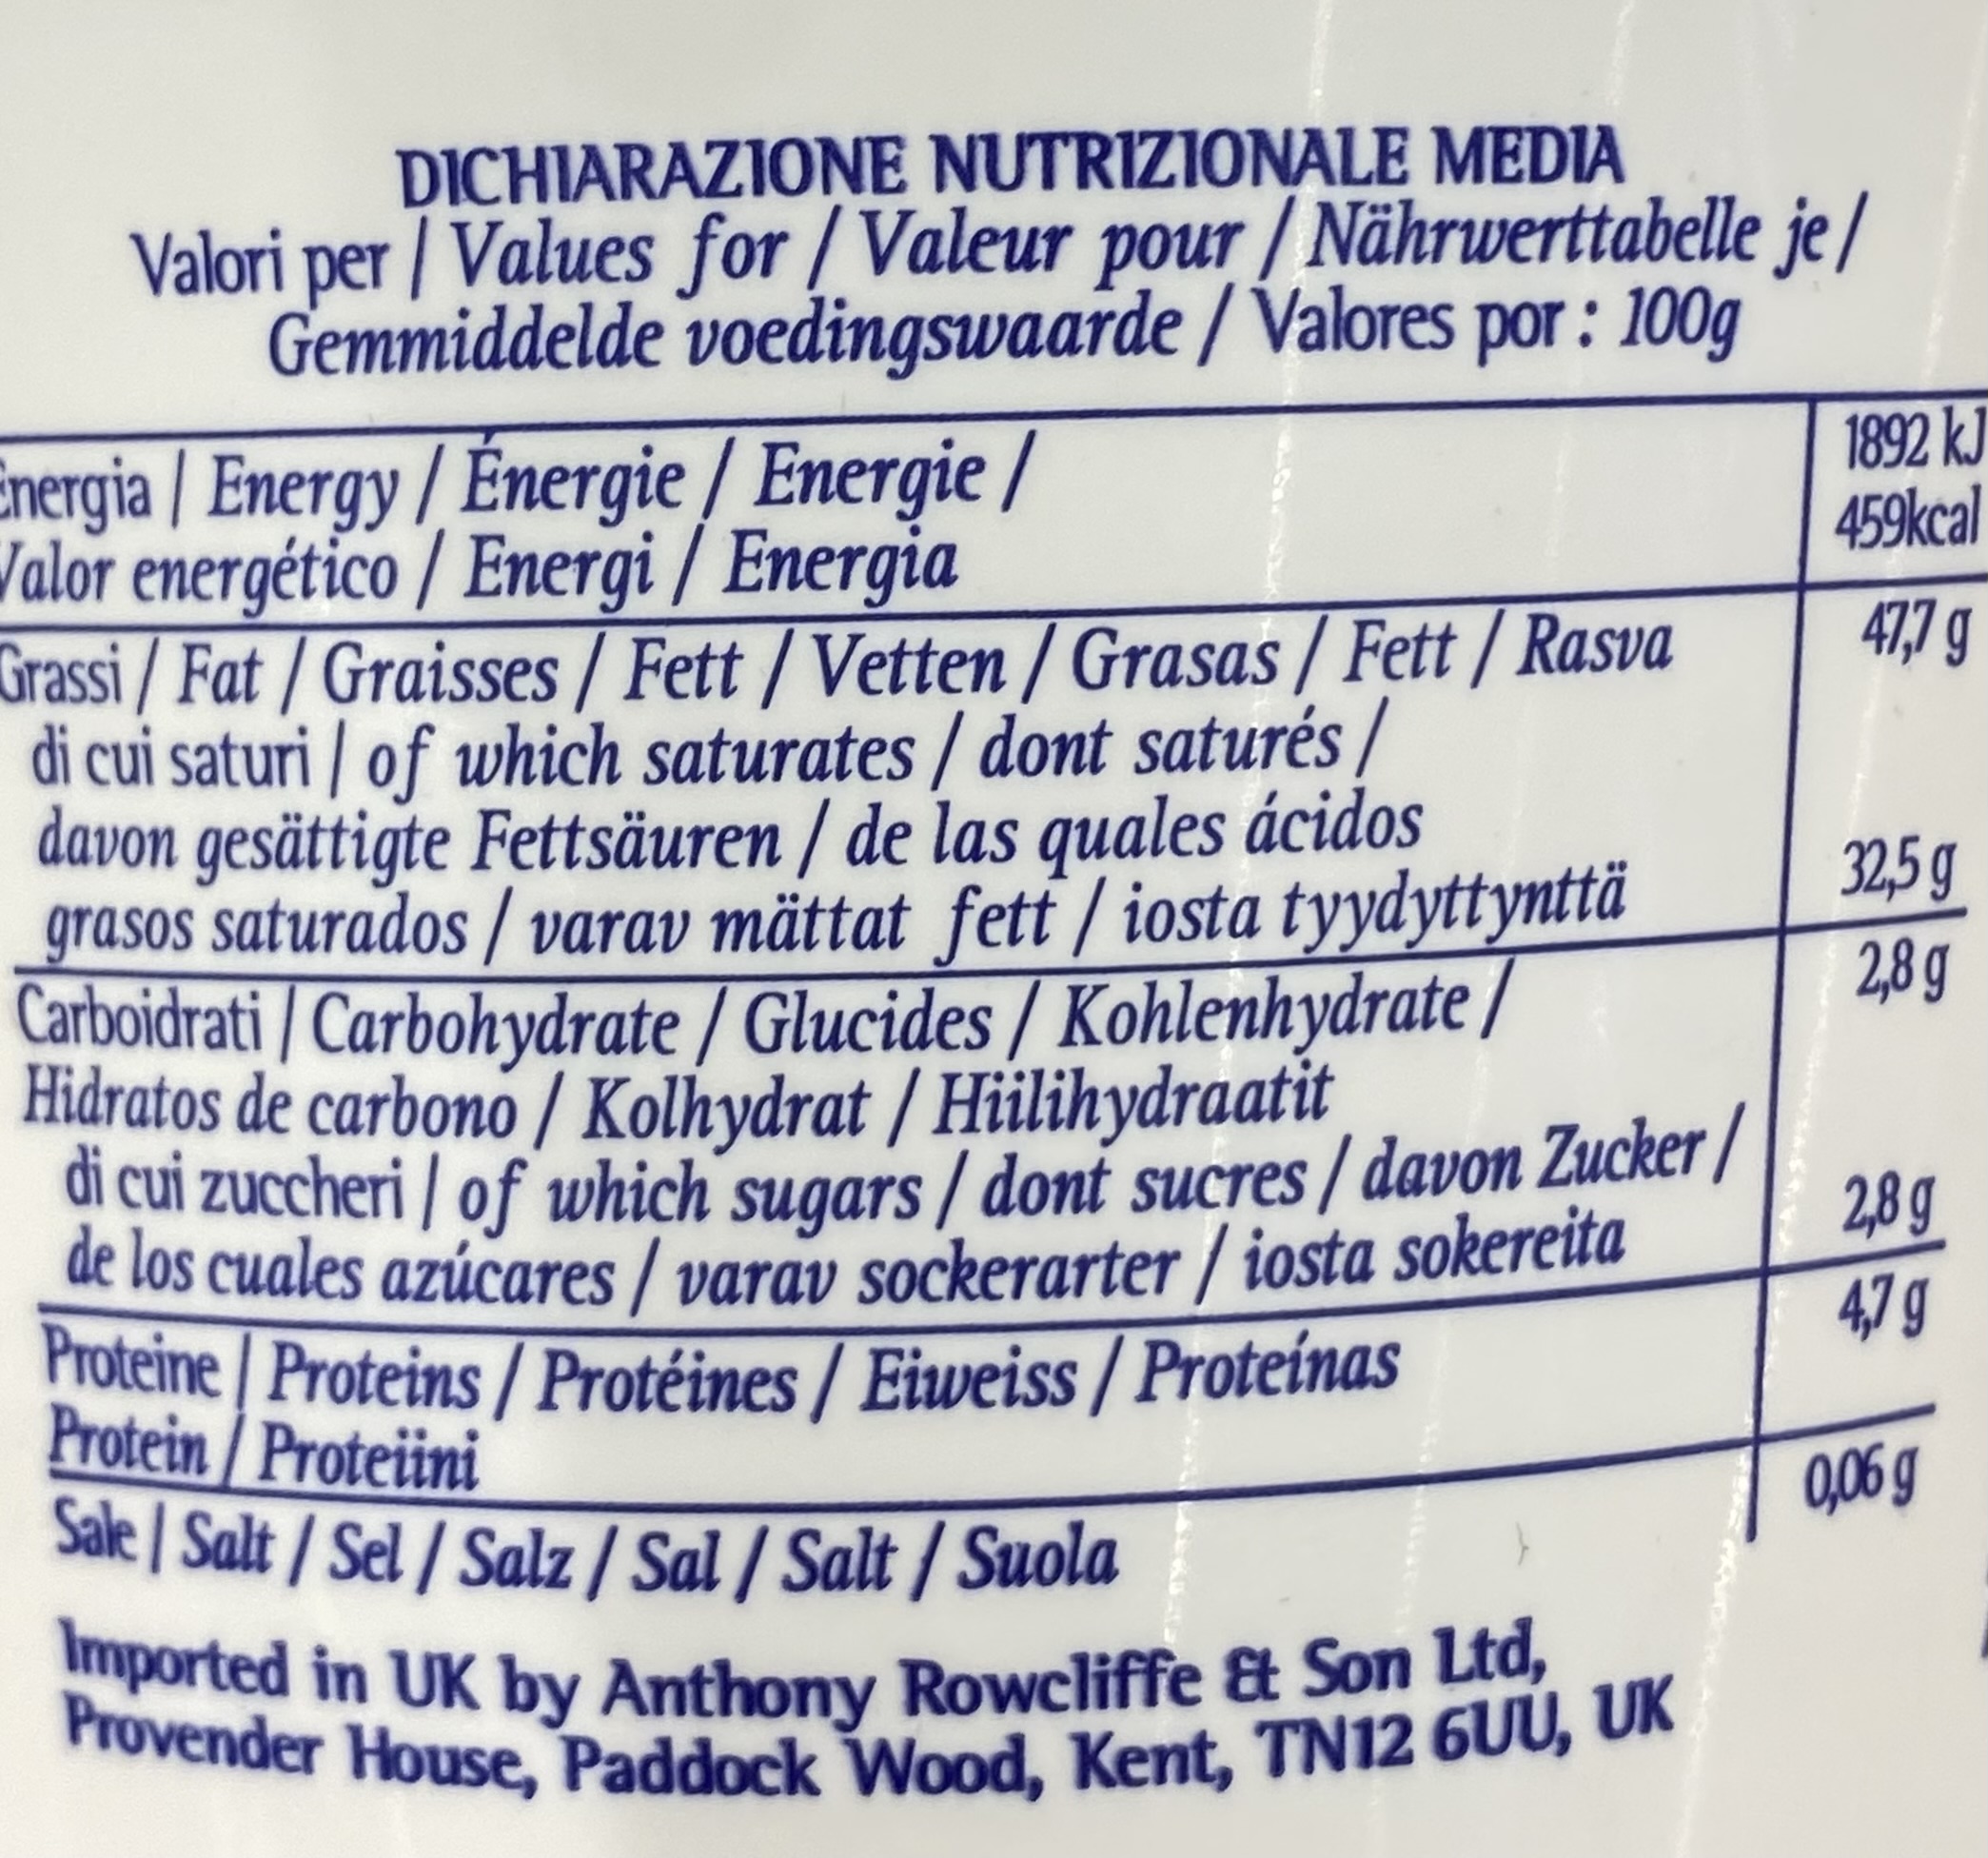 DICHIARAZIONE NUTRIZIONALE MEDIA
Valori per / Values for / Valeur pour / Nährwerttabelle je /
Gemmiddelde voedingswaarde / Valores por : 100g
Energia / Energy / Énergie / Energie / 1892 kJ
Valor energético / Energi / Energia 459kcal
Grassi / Fat / Graisses / Fett / Vetten / Grasas / Fett / Rasva 47,7 g
di cui saturi / of which saturates / dont saturés /
davon gesättigte Fettsäuren / de las quales ácidos
grasos saturados / varav mättat fett / iosta tyydyttynttä 32,5 g
Carboidrati / Carbohydrate / Glucides / Kohlenhydrate / 2,8 g
Hidratos de carbono / Kolhydrat / Hiilihydraatit
di cui zuccheri / of which sugars / dont sucres / davon Zucker /
de los cuales azúcares / varav sockerarter / iosta sokereita 2,8 g
Proteine / Proteins / Protéines / Eiweiss / Proteínas 4,7 g
Protein / Proteiini
Sale / Salt / Sel / Salz / Sal / Salt / Suola 0,06 g
Imported in UK by Anthony Rowcliffe & Son Ltd,
Provender House, Paddock Wood, Kent, TN12 6UU, UK